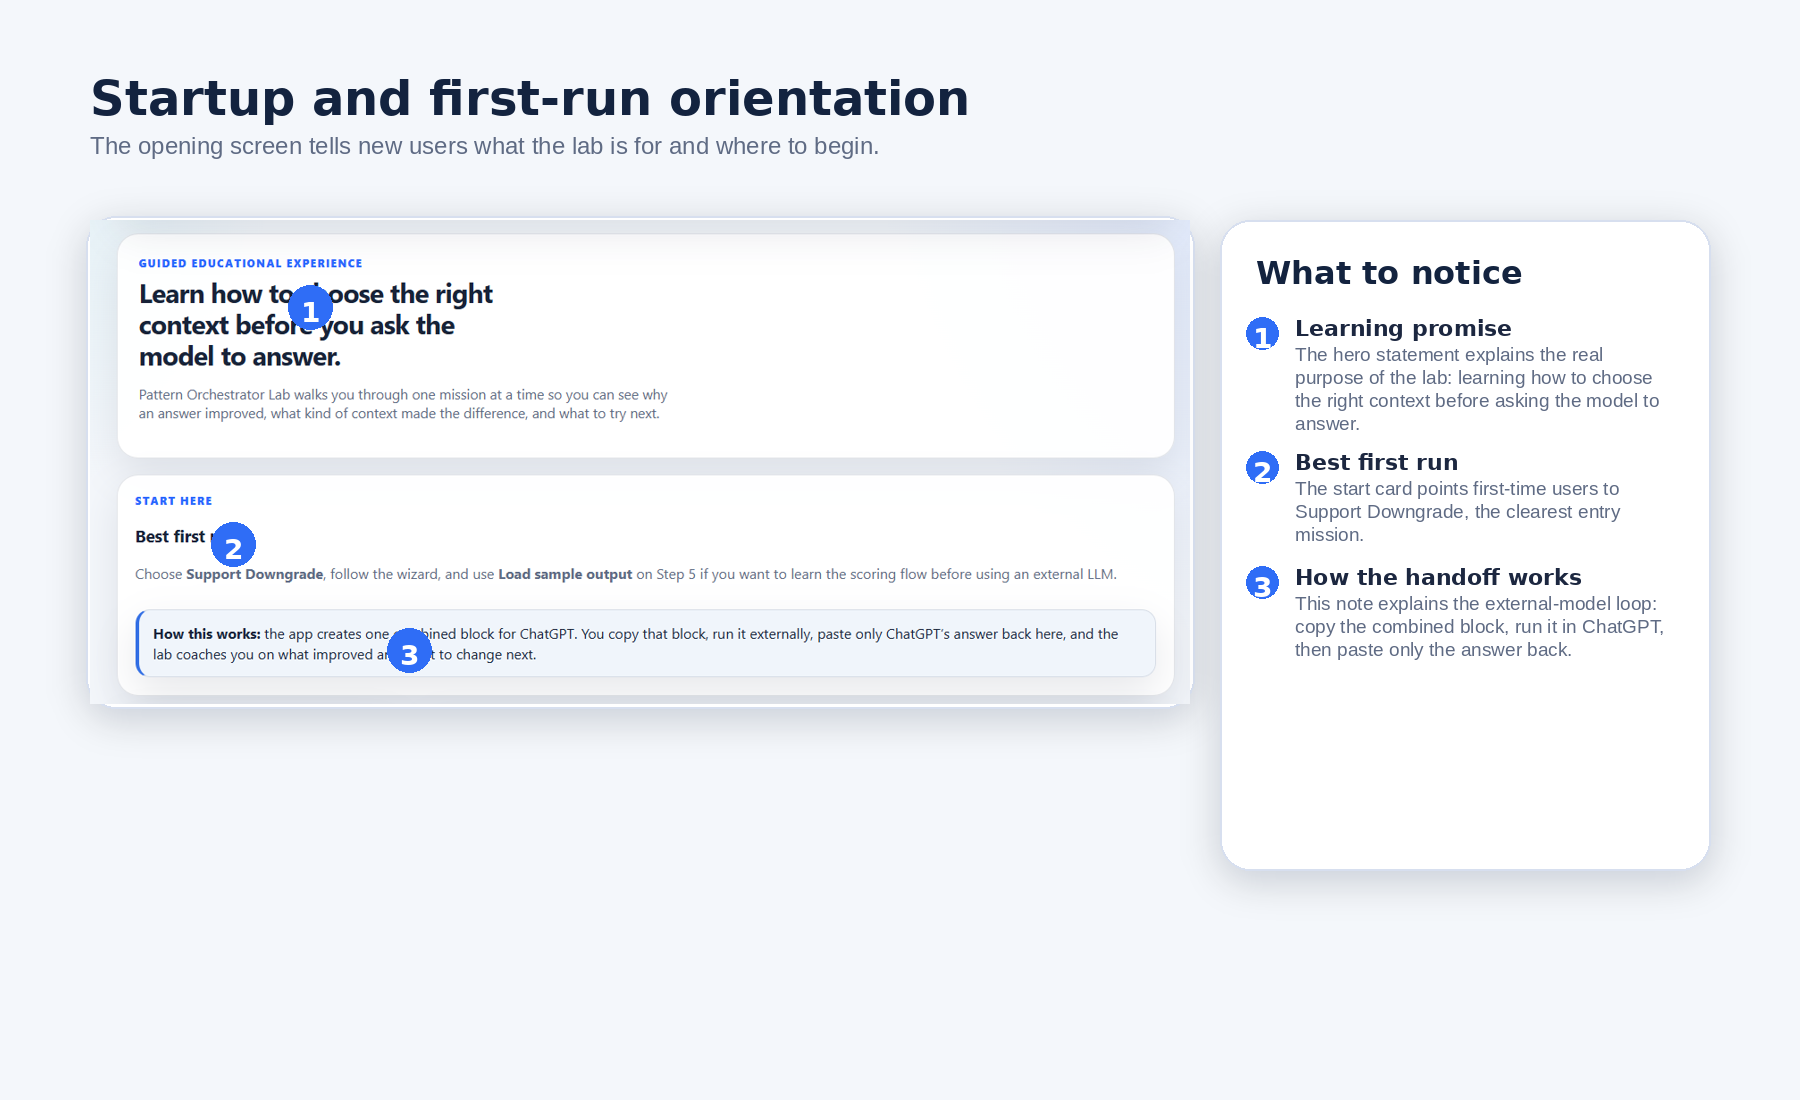 Startup and first-run orientation
The opening screen tells new users what the lab is for and where to begin.
GUIDED EDUCATIONAL EXPERIENCE
Learn how to choose the right
1
context before you ask the
model to answer.
Pattern Orchestrator Lab walks you through one mission at a time so you can see why
an answer improved, what kind of context made the difference, and what to try next.
START HERE
Best first
2
Choose Support Downgrade, follow the wizard, and use Load sample output on Step 5 if you want to learn the scoring flow before using an external LLM.
How this works: the app creates one combined block for ChatGPT. You copy that block, run it externally, paste only ChatGPT’s answer back here, and the
lab coaches you on what improved to change next.
3
What to notice
1 Learning promise
The hero statement explains the real
purpose of the lab: learning how to choose
the right context before asking the model to
answer.
2 Best first run
The start card points first-time users to
Support Downgrade, the clearest entry
mission.
3 How the handoff works
This note explains the external-model loop:
copy the combined block, run it in ChatGPT,
then paste only the answer back.